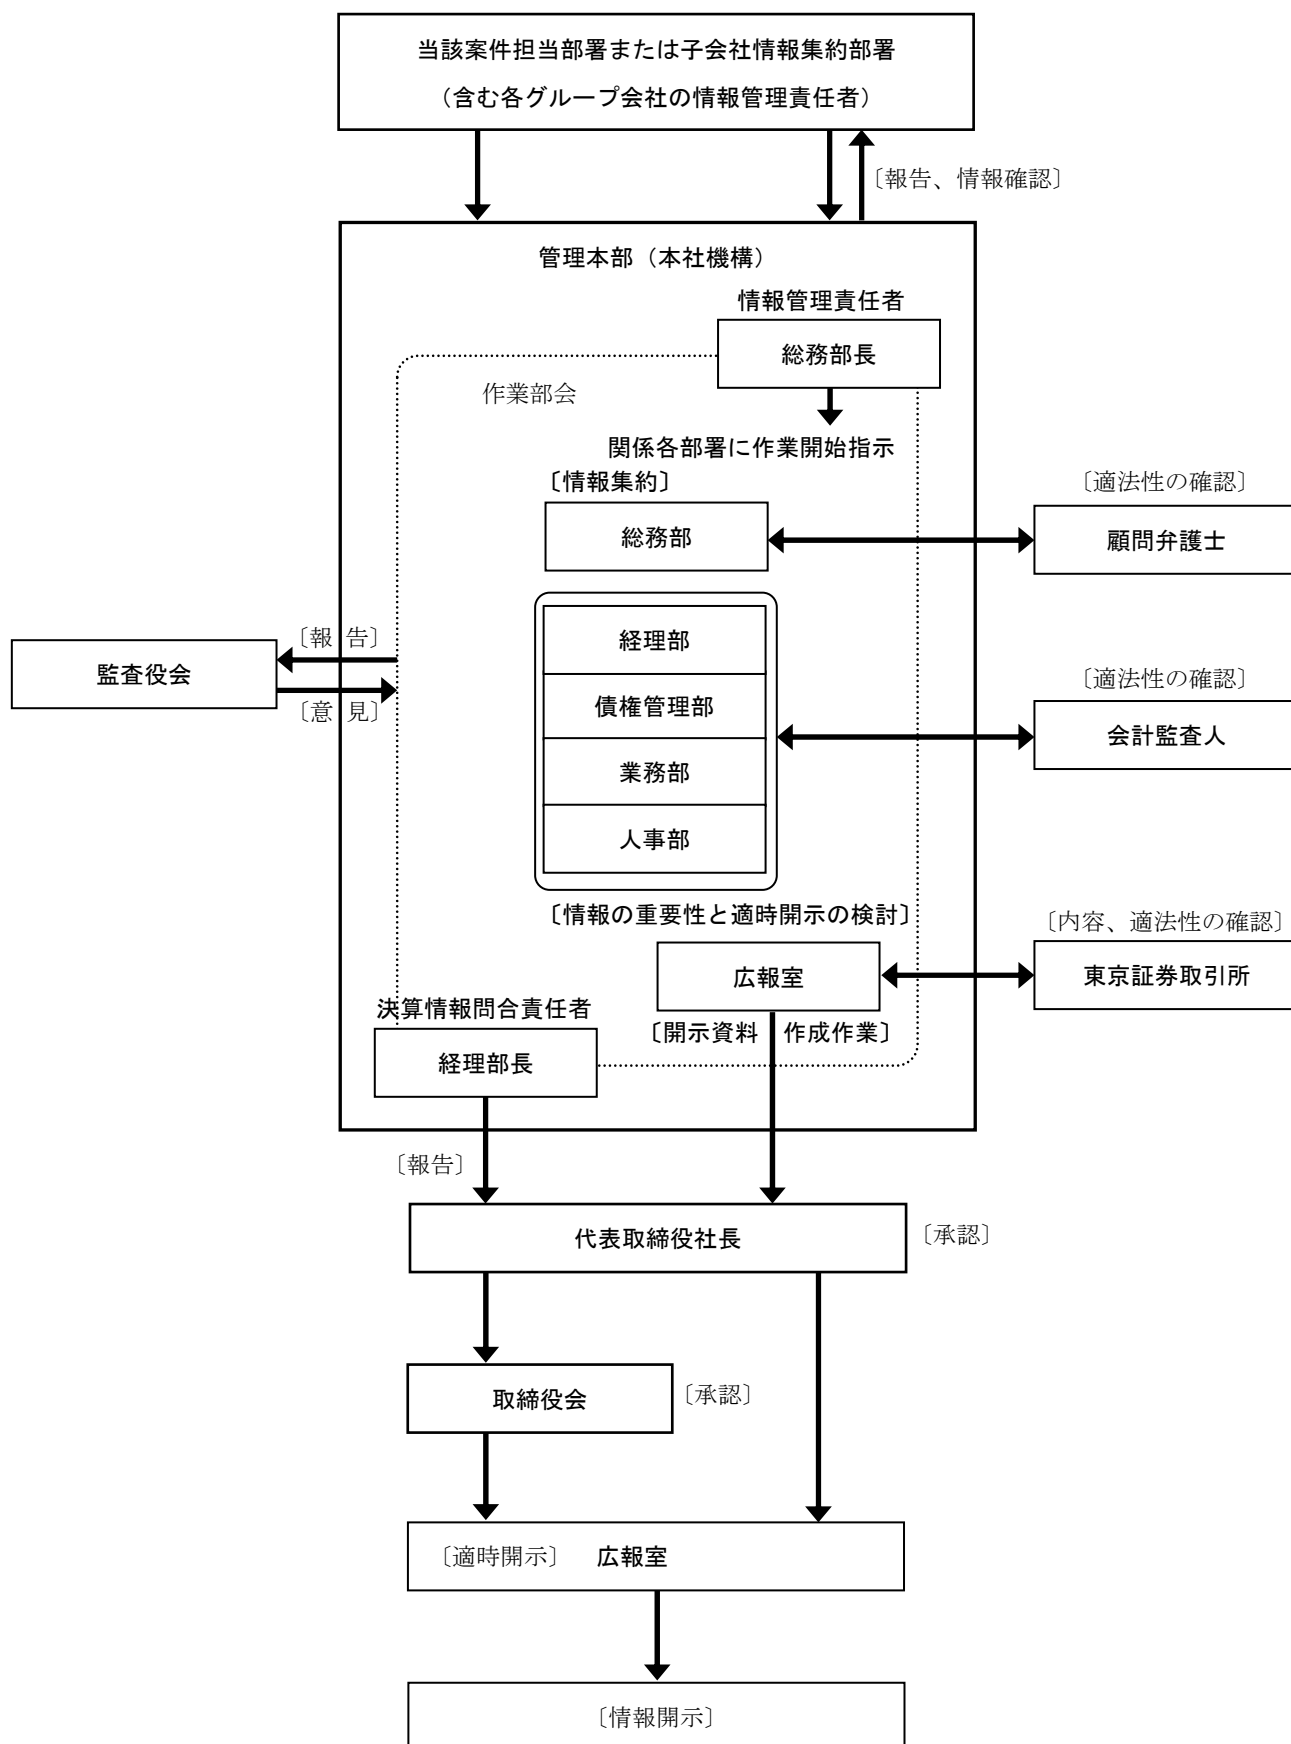 当該案件担当部署または子会社情報集約部署
（含む各グループ会社の情報管理責任者）
〔報告、情報確認〕
管理本部（本社機構）
情報管理責任者
総務部長
作業部会
関係各部署に作業開始指示
〔情報集約〕
〔適法性の確認〕
総務部
顧問弁護士
経理部
〔報 告〕
監査役会
〔適法性の確認〕
債権管理部
〔意 見〕
会計監査人
業務部
人事部
〔情報の重要性と適時開示の検討〕
〔内容、適法性の確認〕
広報室
東京証券取引所
決算情報問合責任者
〔開示資料 作成作業〕
経理部長
〔報告〕
代表取締役社長
〔承認〕
取締役会
〔承認〕
〔適時開示〕 広報室
〔情報開示〕